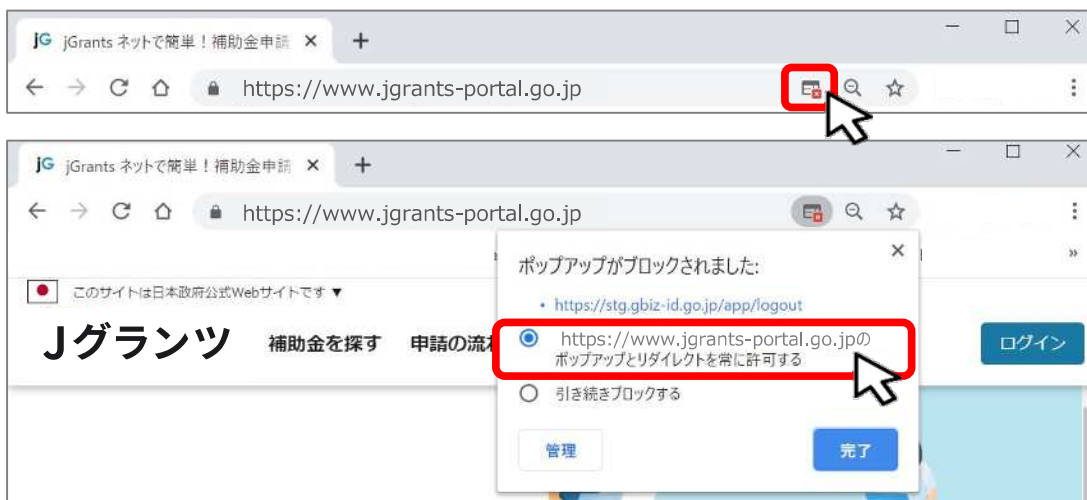 jG jGrants ネットで簡単！補助金申請
https://www.jgrants-portal.go.jp
jG jGrants ネットで簡単！補助金申請
https://www.jgrants-portal.go.jp
ポップアップがブロックされました:
• https://stg.gbiz-id.go.jp/app/logout
https://www.jgrants-portal.go.jpの
ポップアップとリダイレクトを常に許可する
引き続きブロックする
管理 完了
このサイトは日本政府公式Webサイトです ▼
Jグランツ 補助金を探す 申請の流れ ログイン